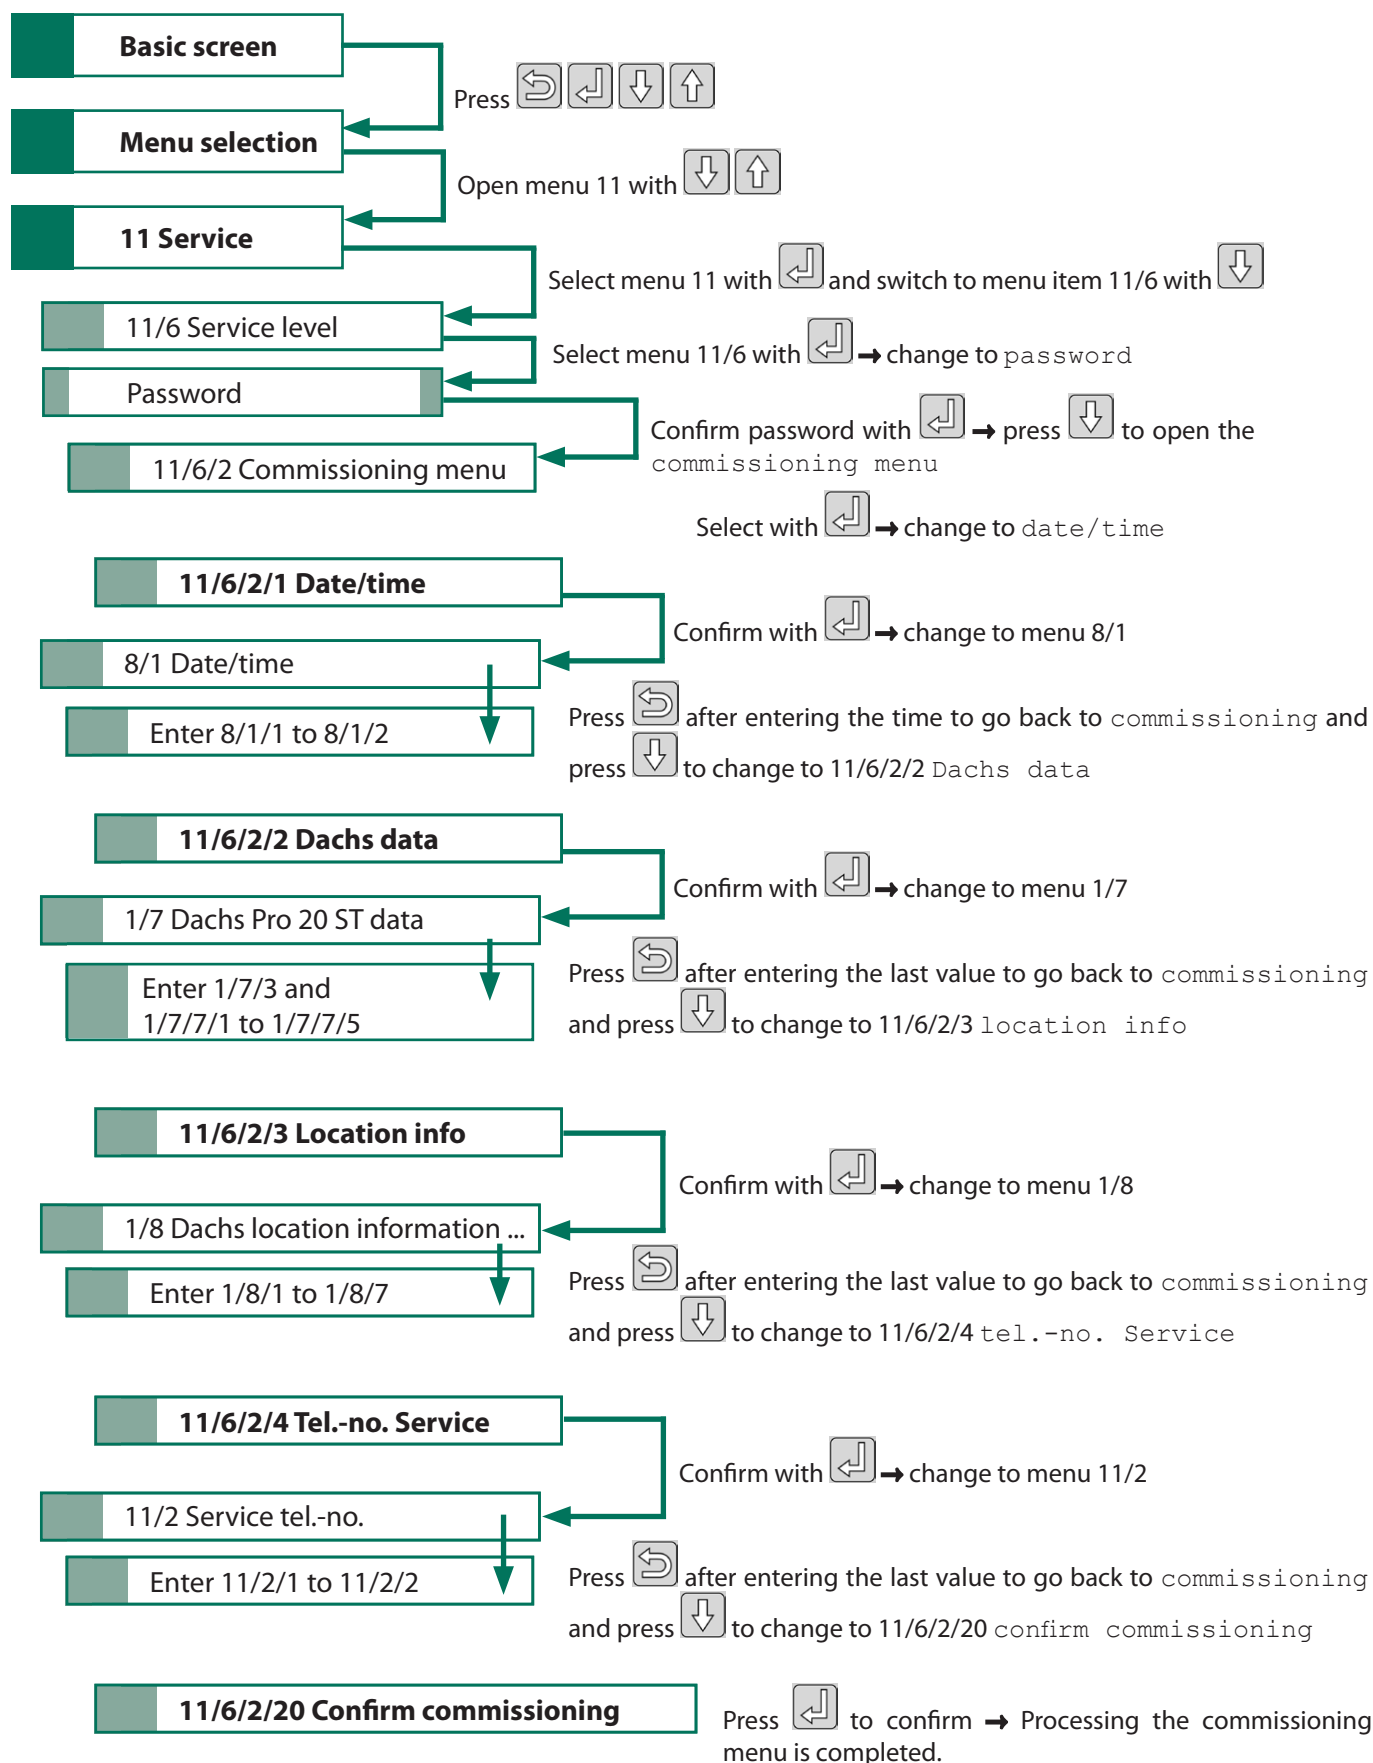 Basic screen
Press
Menu selection
Open menu 11 with
11 Service
Select menu 11 with and switch to menu item 11/6 with
11/6 Service level
Select menu 11/6 with → change to password
Password
Confirm password with → press to open the
commissioning menu
11/6/2 Commissioning menu
Select with → change to date/time
11/6/2/1 Date/time
Confirm with → change to menu 8/1
8/1 Date/time
Enter 8/1/1 to 8/1/2
Press after entering the time to go back to commissioning and
press to change to 11/6/2/2 Dachs data
11/6/2/2 Dachs data
Confirm with → change to menu 1/7
1/7 Dachs Pro 20 ST data
Enter 1/7/3 and
1/7/7/1 to 1/7/7/5
Press after entering the last value to go back to commissioning
and press to change to 11/6/2/3 location info
11/6/2/3 Location info
Confirm with → change to menu 1/8
1/8 Dachs location information ...
Enter 1/8/1 to 1/8/7
Press after entering the last value to go back to commissioning
and press to change to 11/6/2/4 tel.-no. Service
11/6/2/4 Tel.-no. Service
Confirm with → change to menu 11/2
11/2 Service tel.-no.
Enter 11/2/1 to 11/2/2
Press after entering the last value to go back to commissioning
and press to change to 11/6/2/20 confirm commissioning
11/6/2/20 Confirm commissioning
Press to confirm → Processing the commissioning
menu is completed.